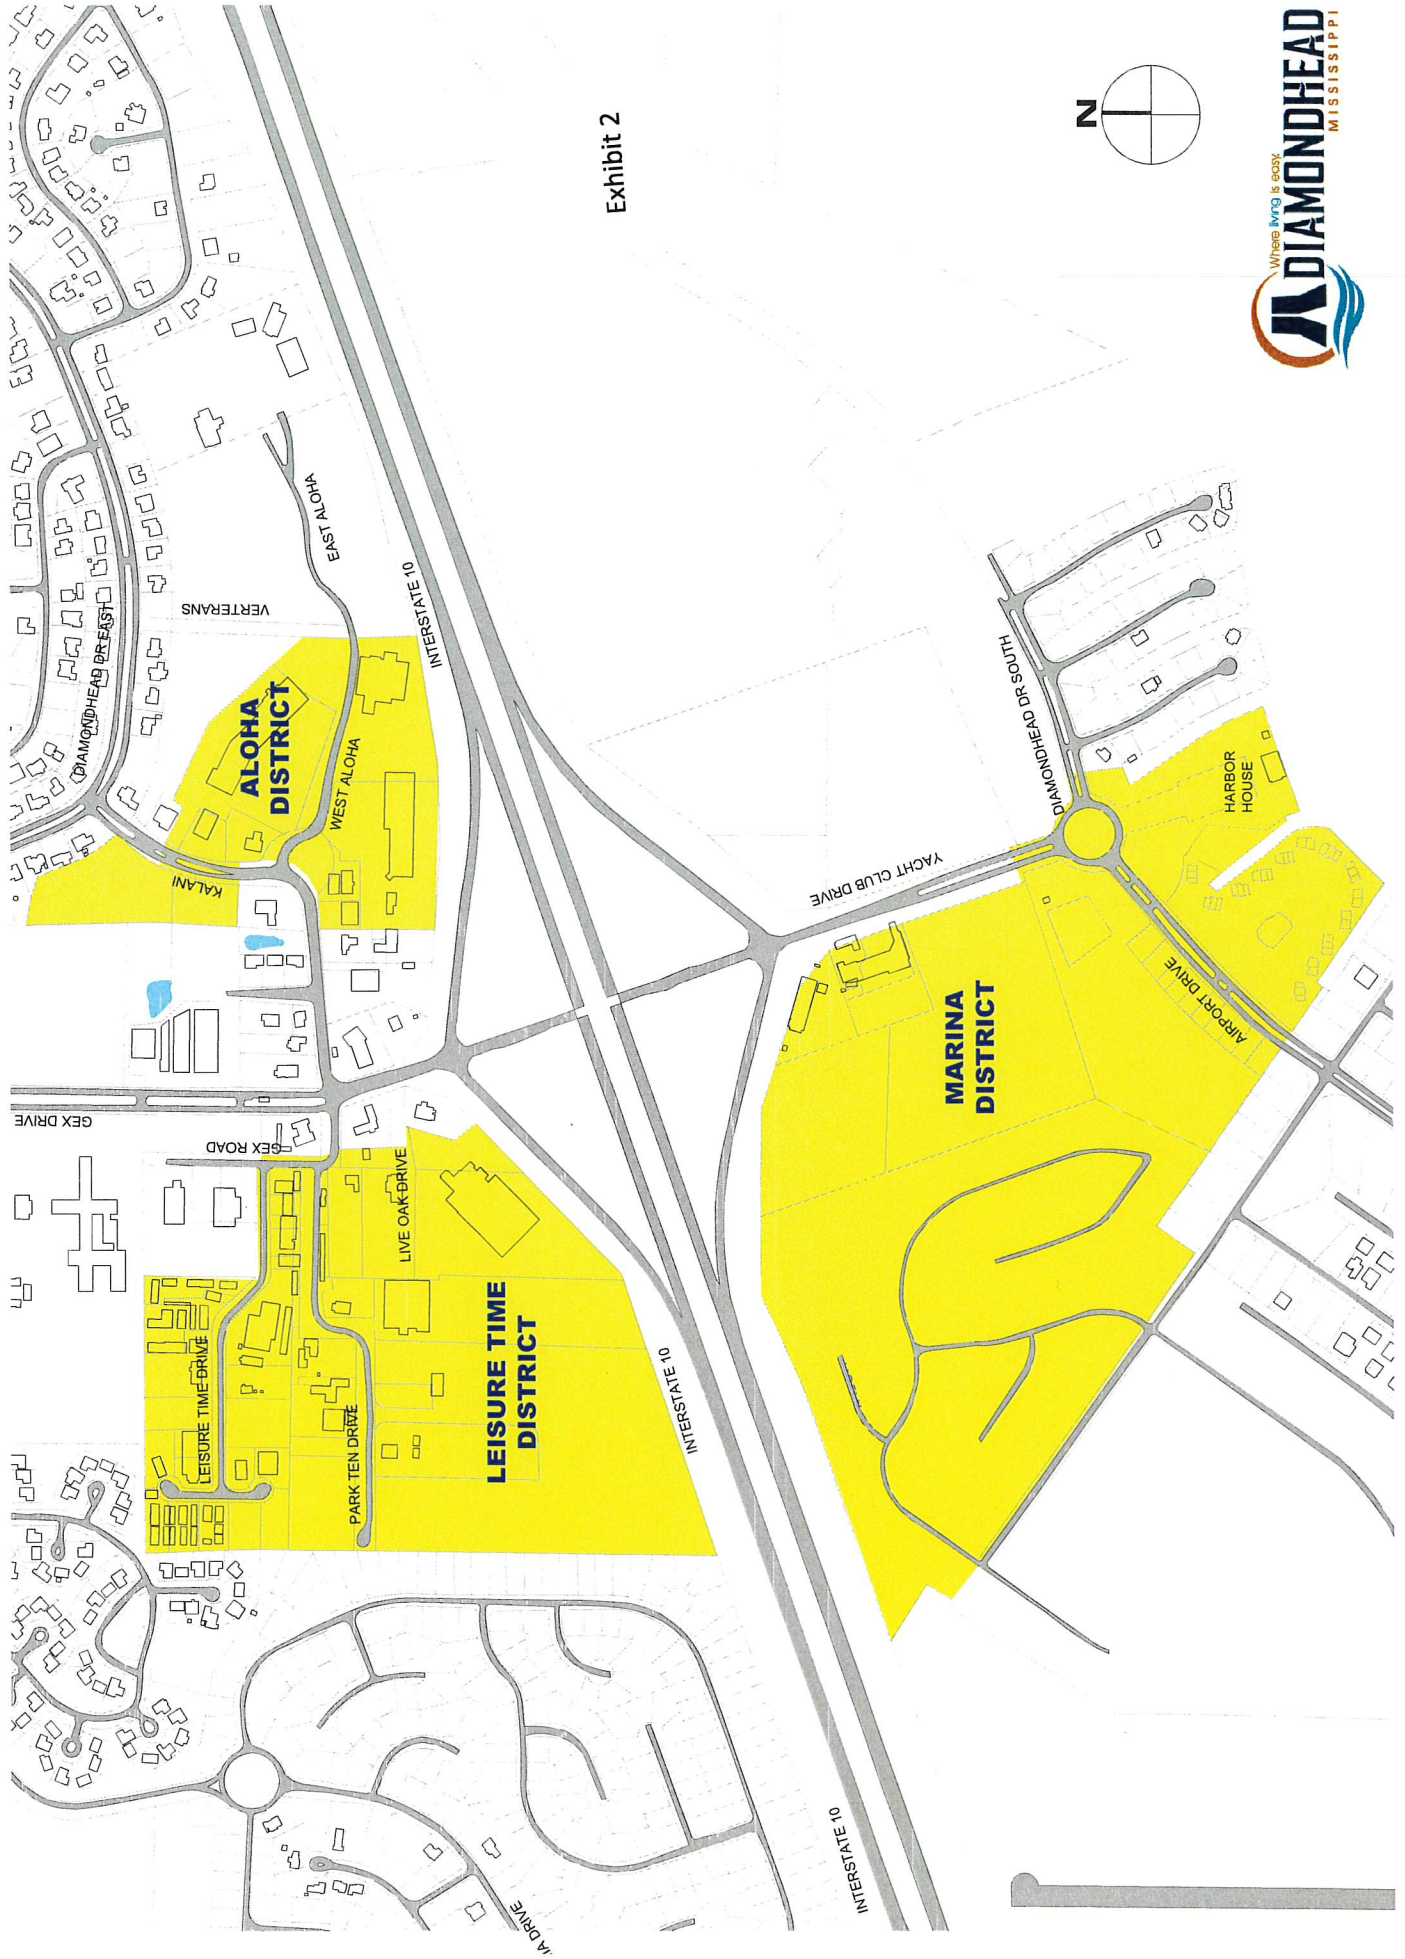 Exhibit 2
N
Where living is easy.
DIAMONDHEAD
MISSISSIPPI
DIAMONDHEAD DR EAST
VERTERANS
EAST ALOHA
INTERSTATE 10
ALOHA
DISTRICT
WEST ALOHA
KALANI
GEX DRIVE
GEX ROAD
LIVE OAK DRIVE
LEISURE TIME DRIVE
PARK TEN DRIVE
LEISURE TIME
DISTRICT
INTERSTATE 10
INTERSTATE 10
IA DRIVE
YACHT CLUB DRIVE
DIAMONDHEAD DR SOUTH
HARBOR
HOUSE
AIRPORT DRIVE
MARINA
DISTRICT